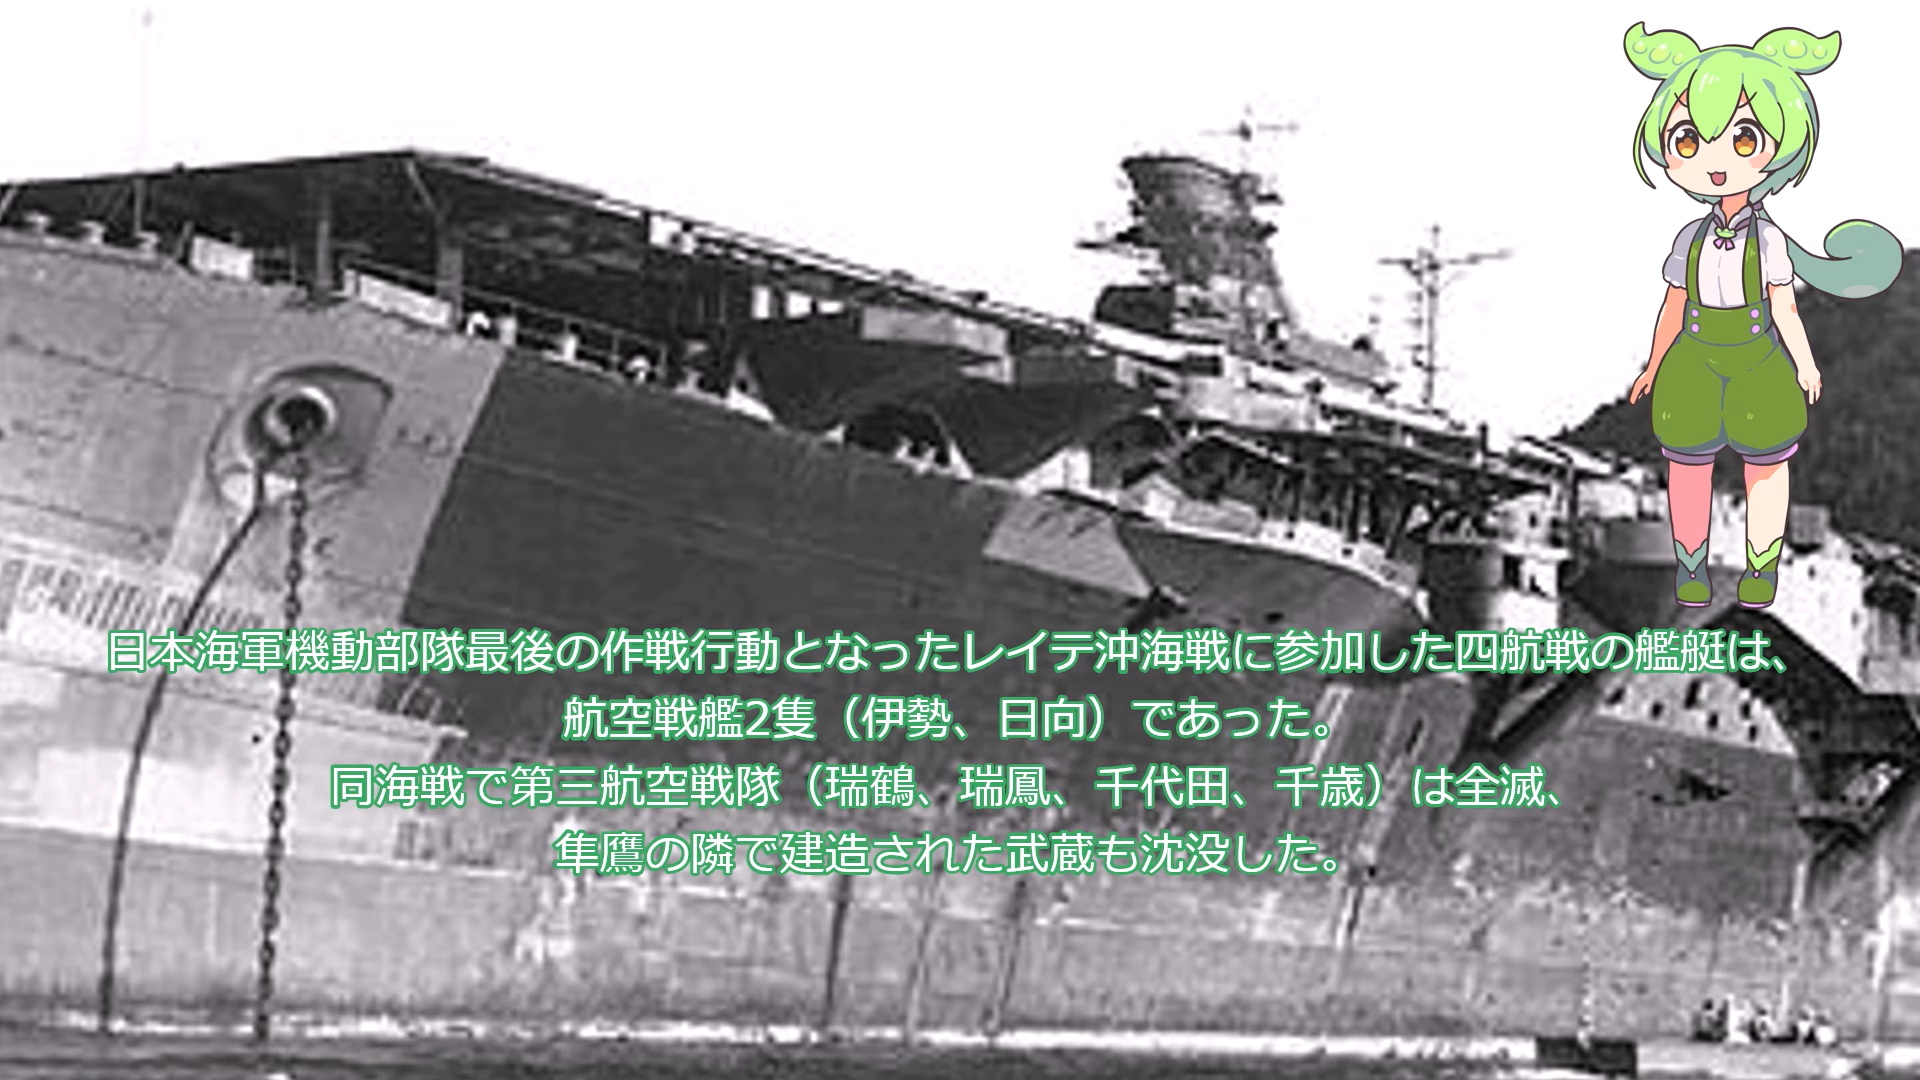 日本海軍機動部隊最後の作戦行動となったレイテ沖海戦に参加した四航戦の艦艇は、
航空戦艦2隻（伊勢、日向）であった。
同海戦で第三航空戦隊（瑞鶴、瑞鳳、千代田、千歳）は全滅、
隼鷹の隣で建造された武蔵も沈没した。